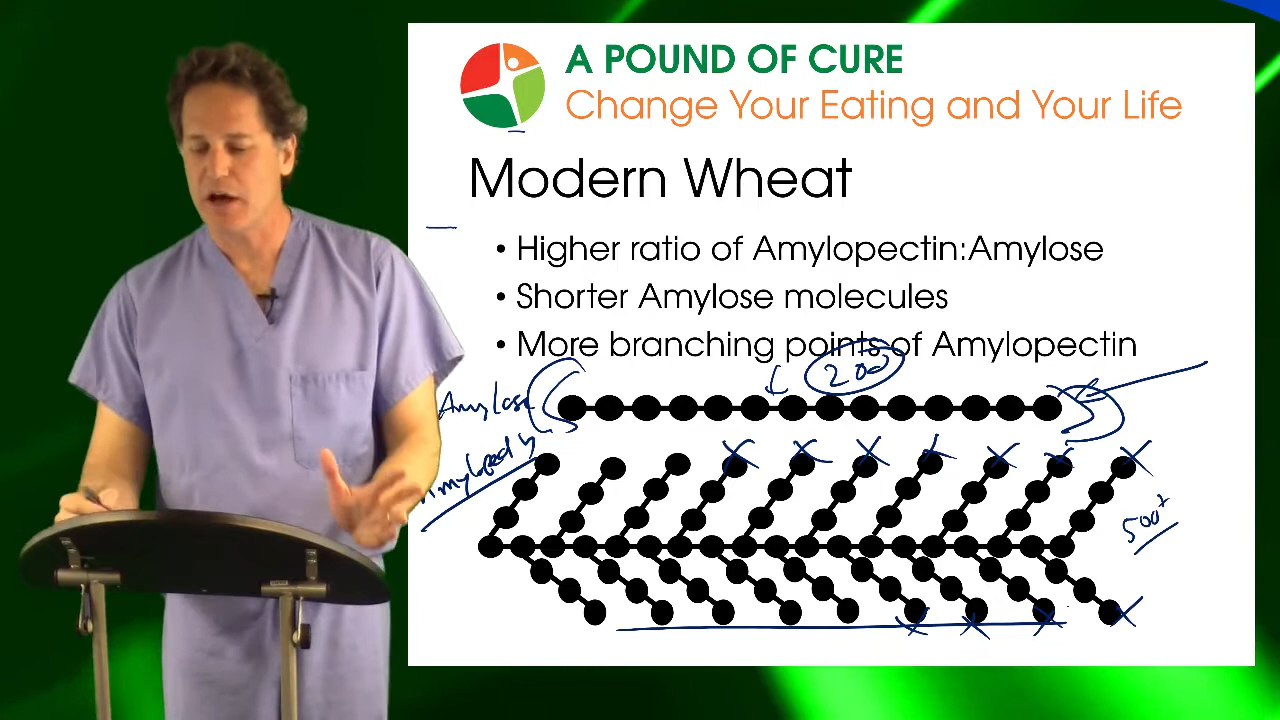 A POUND OF CURE
Change Your Eating and Your Life
Modern Wheat
• Higher ratio of Amylopectin:Amylose
• Shorter Amylose molecules
• More branching points of Amylopectin
200
Amylose
500+